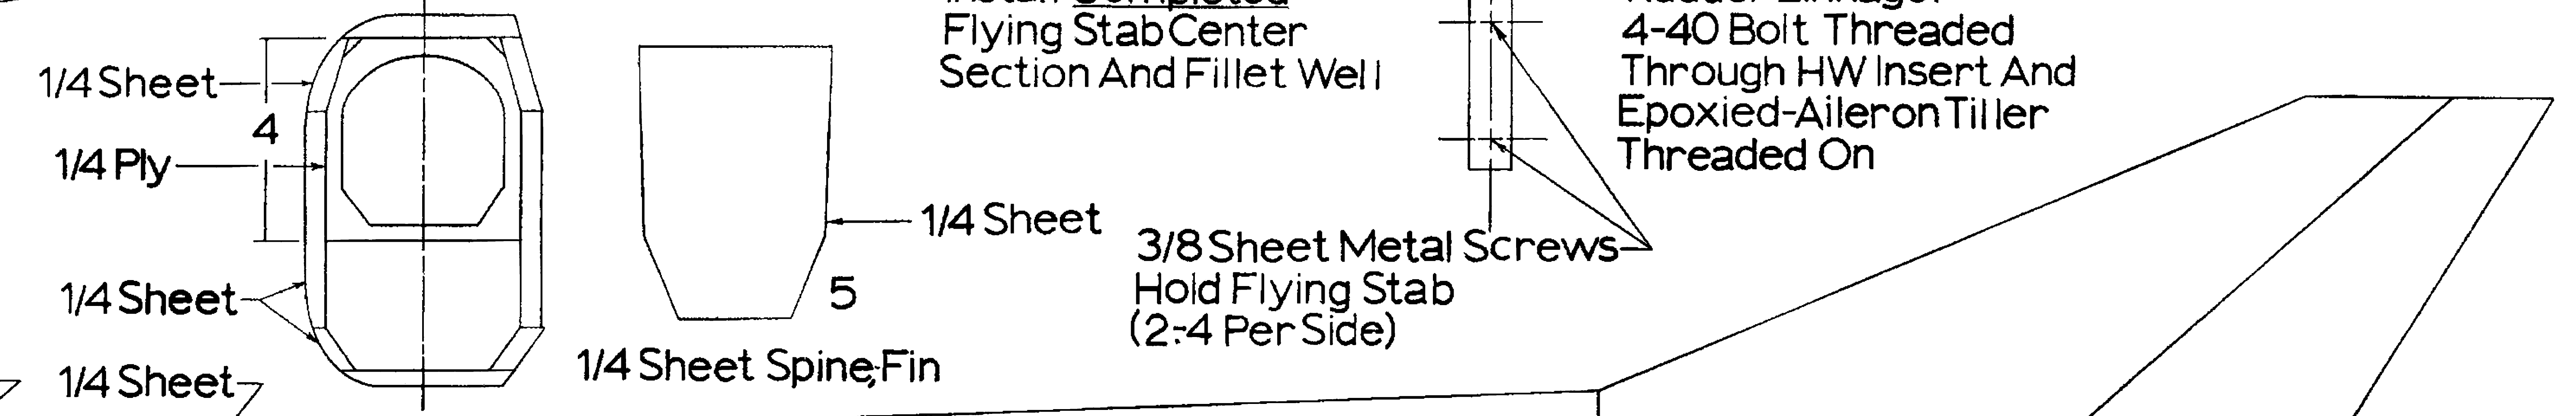 1/4 Sheet
4
1/4 Ply
1/4 Sheet
1/4 Sheet
1/4 Sheet
5
1/4 Sheet Spine, Fin
Completed
Flying Stab Center
Section And Fillet Well
3/8 Sheet Metal Screws
Hold Flying Stab
(2-4 Per Side)
4-40 Bolt Threaded
Through HW Insert And
Epoxied-Aileron Tiller
Threaded On